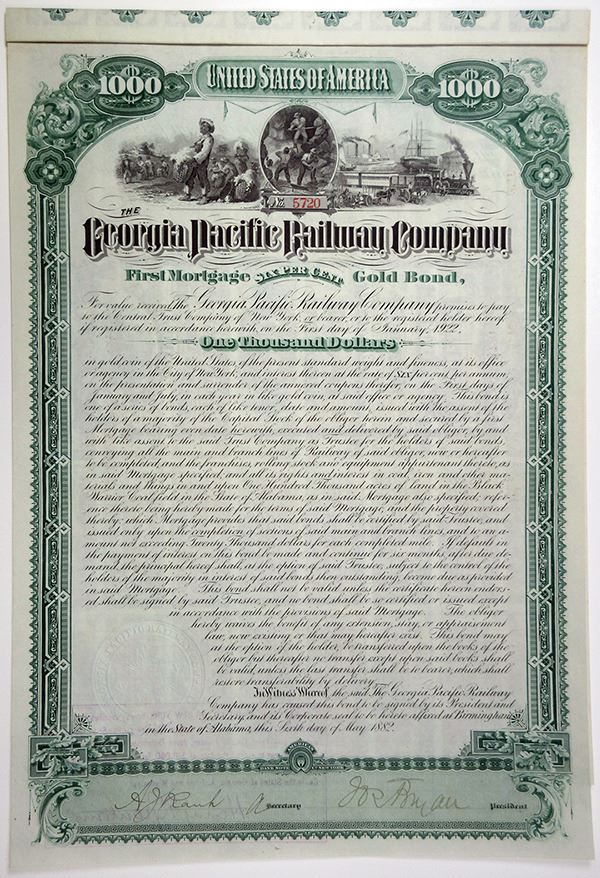 UNITED STATES OF AMERICA
1000
1000
No. 5720
THE
Georgia Pacific Railway Company
First Mortgage SIX PER CENT Gold Bond,
For value received, The Georgia Pacific Railway Company, promises to pay
to the Central Trust Company of New York, or bearer, or to the registered holder hereof
if registered in accordance herewith, on the First day of January, 1922,
One Thousand Dollars
in gold coin of the United States of the present standard weight and fineness, at its office
or agency in the City of New York, and interest thereon at the rate of SIX per cent. per annum
on the presentation and surrender of the annexed coupons therefor, on the First days of
January and July, in each year in like gold coin, at said office or agency. This bond is
one of a series of bonds, each of like tenor, date and amount, issued with the assent of the
holders of a majority of the Capital Stock of the obligor herein and secured by a first
Mortgage bearing even date herewith, executed and delivered by said obligor, by and
with like assent to the said Trust Company as Trustee for the holders of said bonds,
conveying all the main and branch lines of Railway of said obligor, now or hereafter
to be completed, and the franchises, rolling stock and equipment appurtenant thereto, as
in said Mortgage specified, and all its rights and interest in coal, iron and other mat-
erials and things in and upon One Hundred Thousand acres of Land in the Black
Warrior Coal field in the State of Alabama, as in said Mortgage also specified; refer-
ence thereto being hereby made for the terms of said Mortgage, and the property covered
thereby; which Mortgage provides that said bonds shall be certified by said Trustee, and
issued only upon the completion of sections of said main and branch lines, and to an a-
mount not exceeding Twenty Thousand dollars for each completed mile. If default in
the payment of interest on this bond be made and continue for six months, after due de-
mand, the principal hereof shall, at the option of said Trustee, subject to the control of the
holders of the majority in interest of said bonds then outstanding, become due as provided
in said Mortgage. This bond shall not be valid unless the certificate hereon endors-
ed shall be signed by said Trustee, and no bond shall be so certified or issued except
in accordance with the provisions of said Mortgage. The obligor
hereby waives the benefit of any extension, stay, or appraisement
law, now existing or that may hereafter exist. This bond may
at the option of the holder, be transferred upon the books of the
obligor but thereafter no transfer except upon said books shall
be valid, unless the last transfer shall be to bearer, which shall
restore transferability by delivery.
In Witness Whereof, the said The Georgia Pacific Railway
Company has caused this bond to be signed by its President and
Secretary, and its Corporate seal to be hereto affixed at Birmingham
in the State of Alabama, this Sixth day of May 1882.
Secretary
President